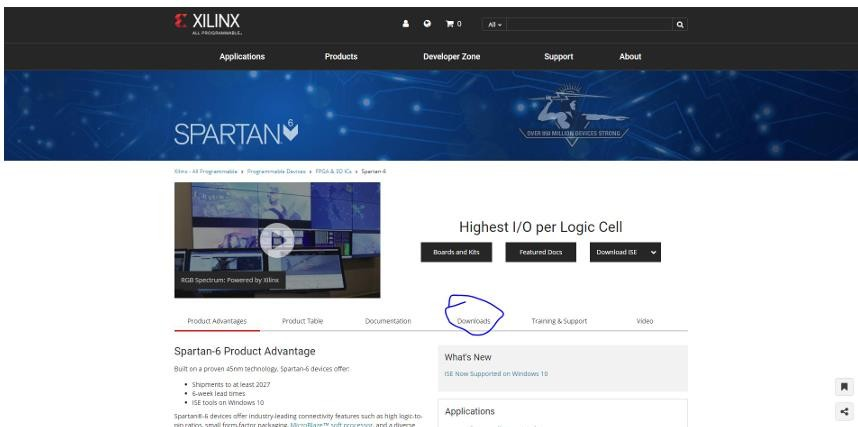 XILINX
ALL PROGRAMMABLE.
0
All
Applications Products Developer Zone Support About
SPARTAN 6
OVER 850 MILLION DEVICES STRONG
Xilinx - All Programmable > Programmable Devices > FPGA & 3D ICs > Spartan-6
XILINX
RGB Spectrum: Powered by Xilinx
Highest I/O per Logic Cell
Boards and Kits Featured Docs Download ISE
Product Advantages Product Table Documentation Downloads Training & Support Video
Spartan-6 Product Advantage
Built on a proven 45nm technology, Spartan-6 devices offer:
• Shipments to at least 2027
• 6-week lead times
• ISE tools on Windows 10
Spartan®-6 devices offer industry-leading connectivity features such as high logic-to-
pin ratios, small form-factor packaging, MicroBlaze™ soft processor, and a diverse
What's New
ISE Now Supported on Windows 10
Applications